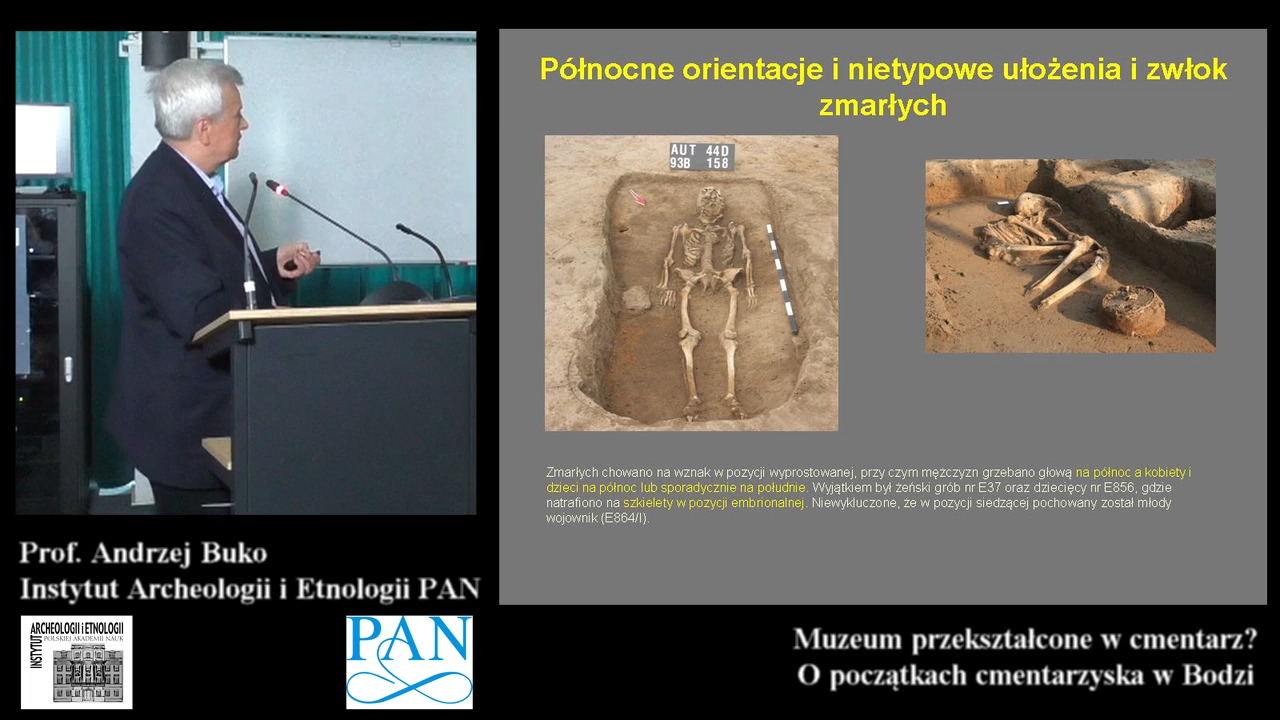 Północne orientacje i nietypowe ułożenia i zwłok
zmarłych
AUT 44D
93B 158
Zmarłych chowano na wznak w pozycji wyprostowanej, przy czym mężczyzn grzebano głową na północ a kobiety i
dzieci na północ lub sporadycznie na południe. Wyjątkiem był żeński grób nr E37 oraz dziecięcy nr E856, gdzie
natrafiono na szkielety w pozycji embrionalnej. Niewykluczone, że w pozycji siedzącej pochowany został młody
wojownik (E864/I).
Prof. Andrzej Buko
Instytut Archeologii i Etnologii PAN
INSTYTUT
ARCHEOLOGII i ETNOLOGII
POLSKIEJ AKADEMII NAUK
PAN
Muzeum przekształcone w cmentarz?
O początkach cmentarzyska w Bodzi